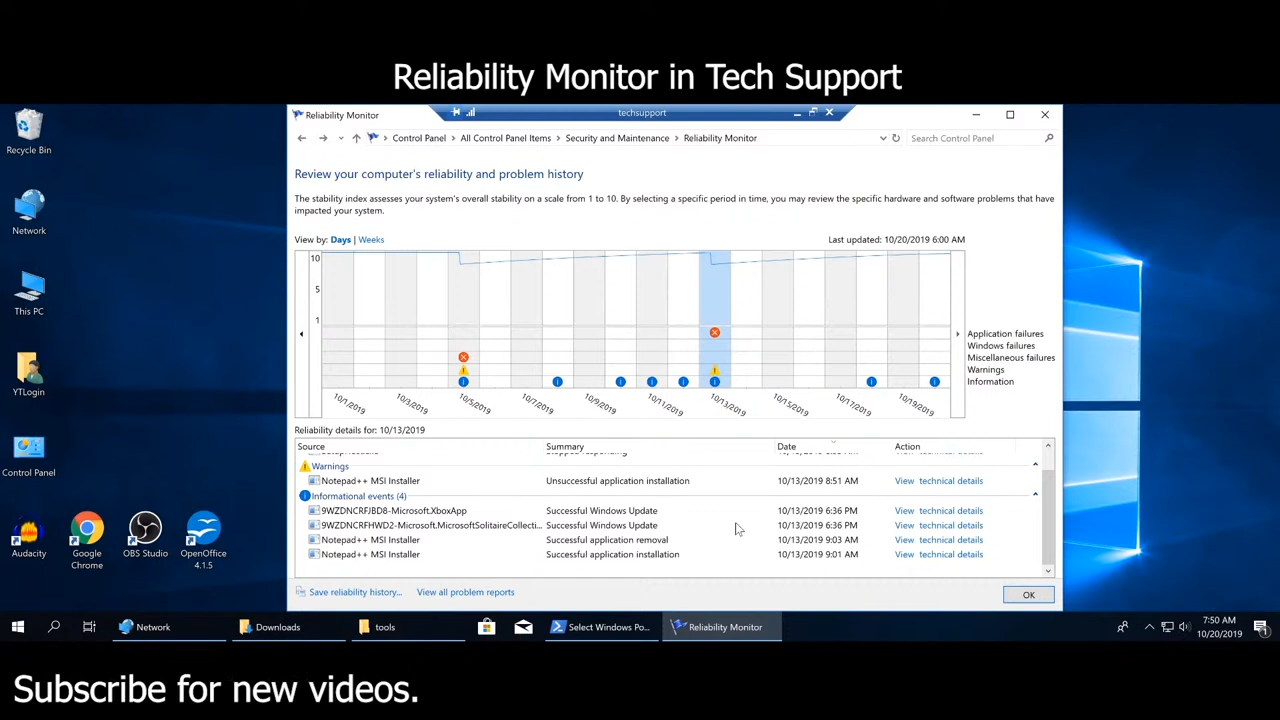 Reliability Monitor in Tech Support
Recycle Bin
Network
This PC
YTLogin
Control Panel
Audacity
Google Chrome
OBS Studio
OpenOffice 4.1.5
Reliability Monitor
techsupport
Control Panel > All Control Panel Items > Security and Maintenance > Reliability Monitor
Search Control Panel
Review your computer's reliability and problem history
The stability index assesses your system's overall stability on a scale from 1 to 10. By selecting a specific period in time, you may review the specific hardware and software problems that have
impacted your system.
View by: Days | Weeks
Last updated: 10/20/2019 6:00 AM
10
5
1
Application failures
Windows failures
Miscellaneous failures
Warnings
Information
10/1/2019 10/3/2019 10/5/2019 10/7/2019 10/9/2019 10/11/2019 10/13/2019 10/15/2019 10/17/2019 10/19/2019
Reliability details for: 10/13/2019
Source Summary Date Action
Warnings
Notepad++ MSI Installer Unsuccessful application installation 10/13/2019 8:51 AM View technical details
Informational events (4)
9WZDNCRFJBD8-Microsoft.XboxApp Successful Windows Update 10/13/2019 6:36 PM View technical details
9WZDNCRFHWD2-Microsoft.MicrosoftSolitaireCollecti... Successful Windows Update 10/13/2019 6:36 PM View technical details
Notepad++ MSI Installer Successful application removal 10/13/2019 9:03 AM View technical details
Notepad++ MSI Installer Successful application installation 10/13/2019 9:01 AM View technical details
Save reliability history... View all problem reports
OK
Network
Downloads
tools
Select Windows Po...
Reliability Monitor
7:50 AM
10/20/2019
1
Subscribe for new videos.